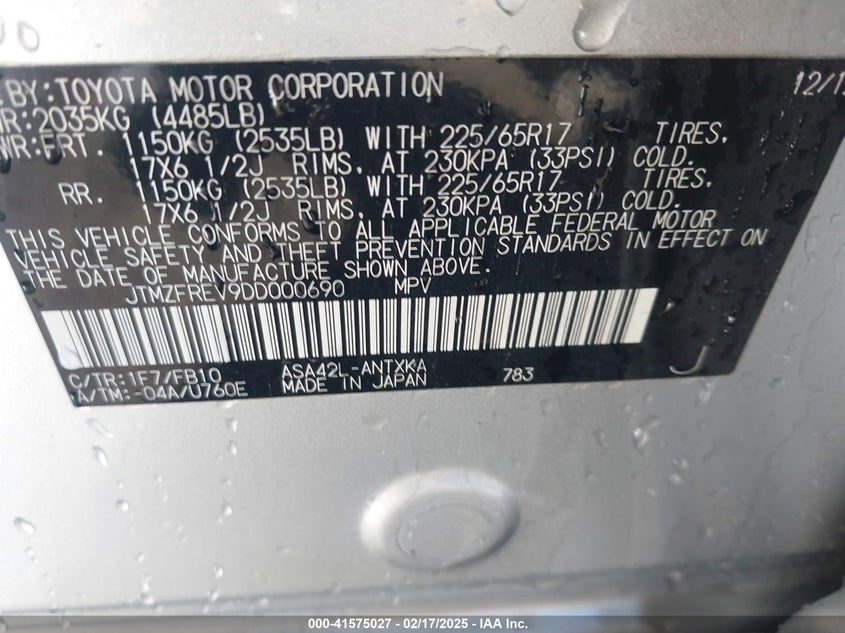 BY: TOYOTA MOTOR CORPORATION 12/1
R: 2035KG (4485LB)
WR: FRT. 1150KG (2535LB) WITH 225/65R17 TIRES.
17X6 1/2J RIMS, AT 230KPA (33PSI) COLD.
RR. 1150KG (2535LB) WITH 225/65R17 TIRES,
17X6 1/2J RIMS, AT 230KPA (33PSI) COLD.
THIS VEHICLE CONFORMS TO ALL APPLICABLE FEDERAL MOTOR
VEHICLE SAFETY AND THEFT PREVENTION STANDARDS IN EFFECT ON
THE DATE OF MANUFACTURE SHOWN ABOVE.
JTMZFREV9DD000690 MPV
C/TR: 1F7/FB10 ASA42L-ANTXKA 783 J
A/TM: -04A/U760E MADE IN JAPAN
000-41575027 - 02/17/2025 - IAA Inc.